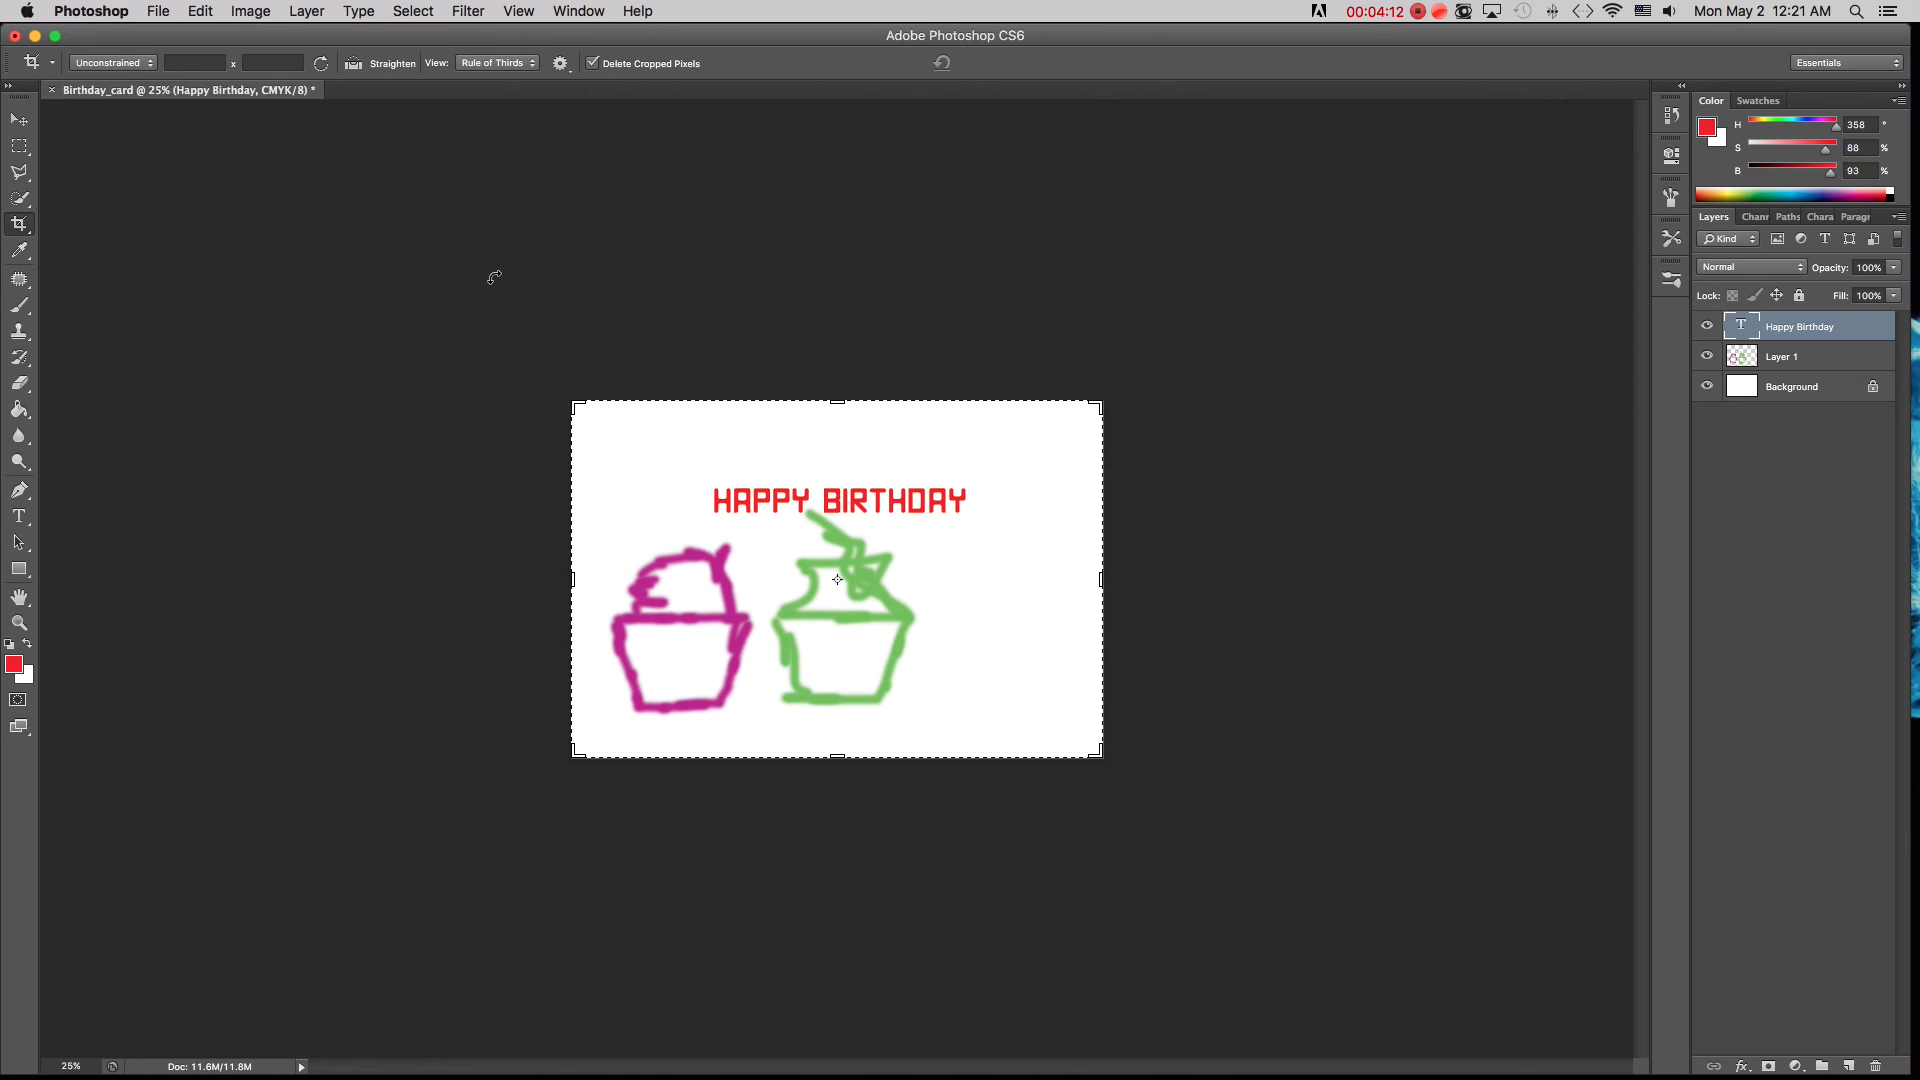 Photoshop File Edit Image Layer Type Select Filter View Window Help 00:04:12 Mon May 2 12:21 AM
Adobe Photoshop CS6
Unconstrained x Straighten View: Rule of Thirds Delete Cropped Pixels Essentials
× Birthday_card @ 25% (Happy Birthday, CMYK/8) *
Color Swatches
H 358 °
S 88 %
B 93 %
Layers Chanr Paths Chara Paragr
Kind
Normal Opacity: 100%
Lock: Fill: 100%
T Happy Birthday
Layer 1
Background
HAPPY BIRTHDAY
25% Doc: 11.6M/11.8M